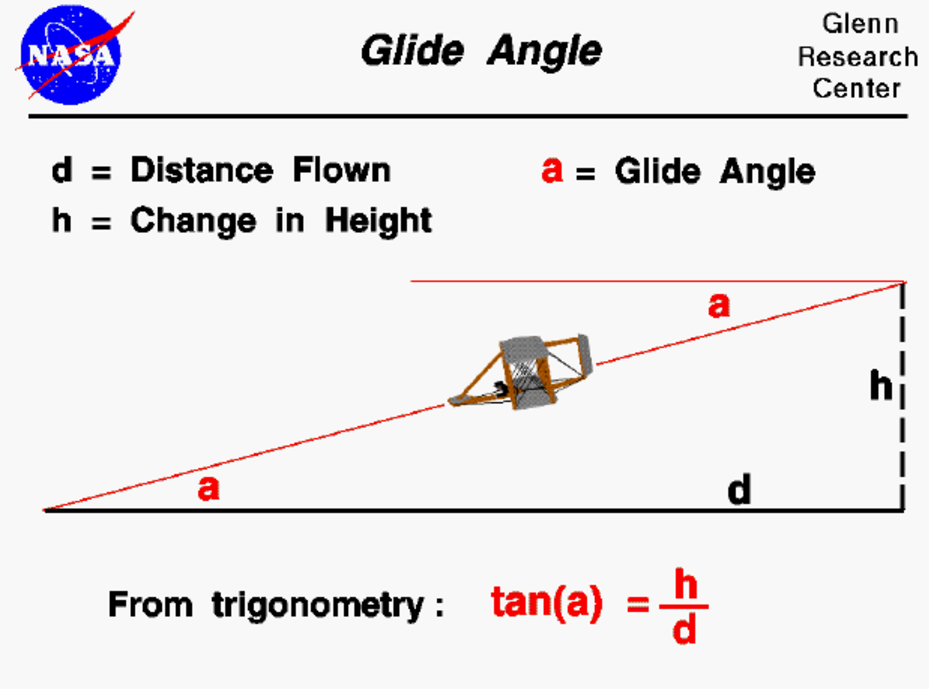 NASA
Glide Angle
Glenn
Research
Center
d = Distance Flown
a = Glide Angle
h = Change in Height
a
h
a
d
From trigonometry : tan(a) = h/d